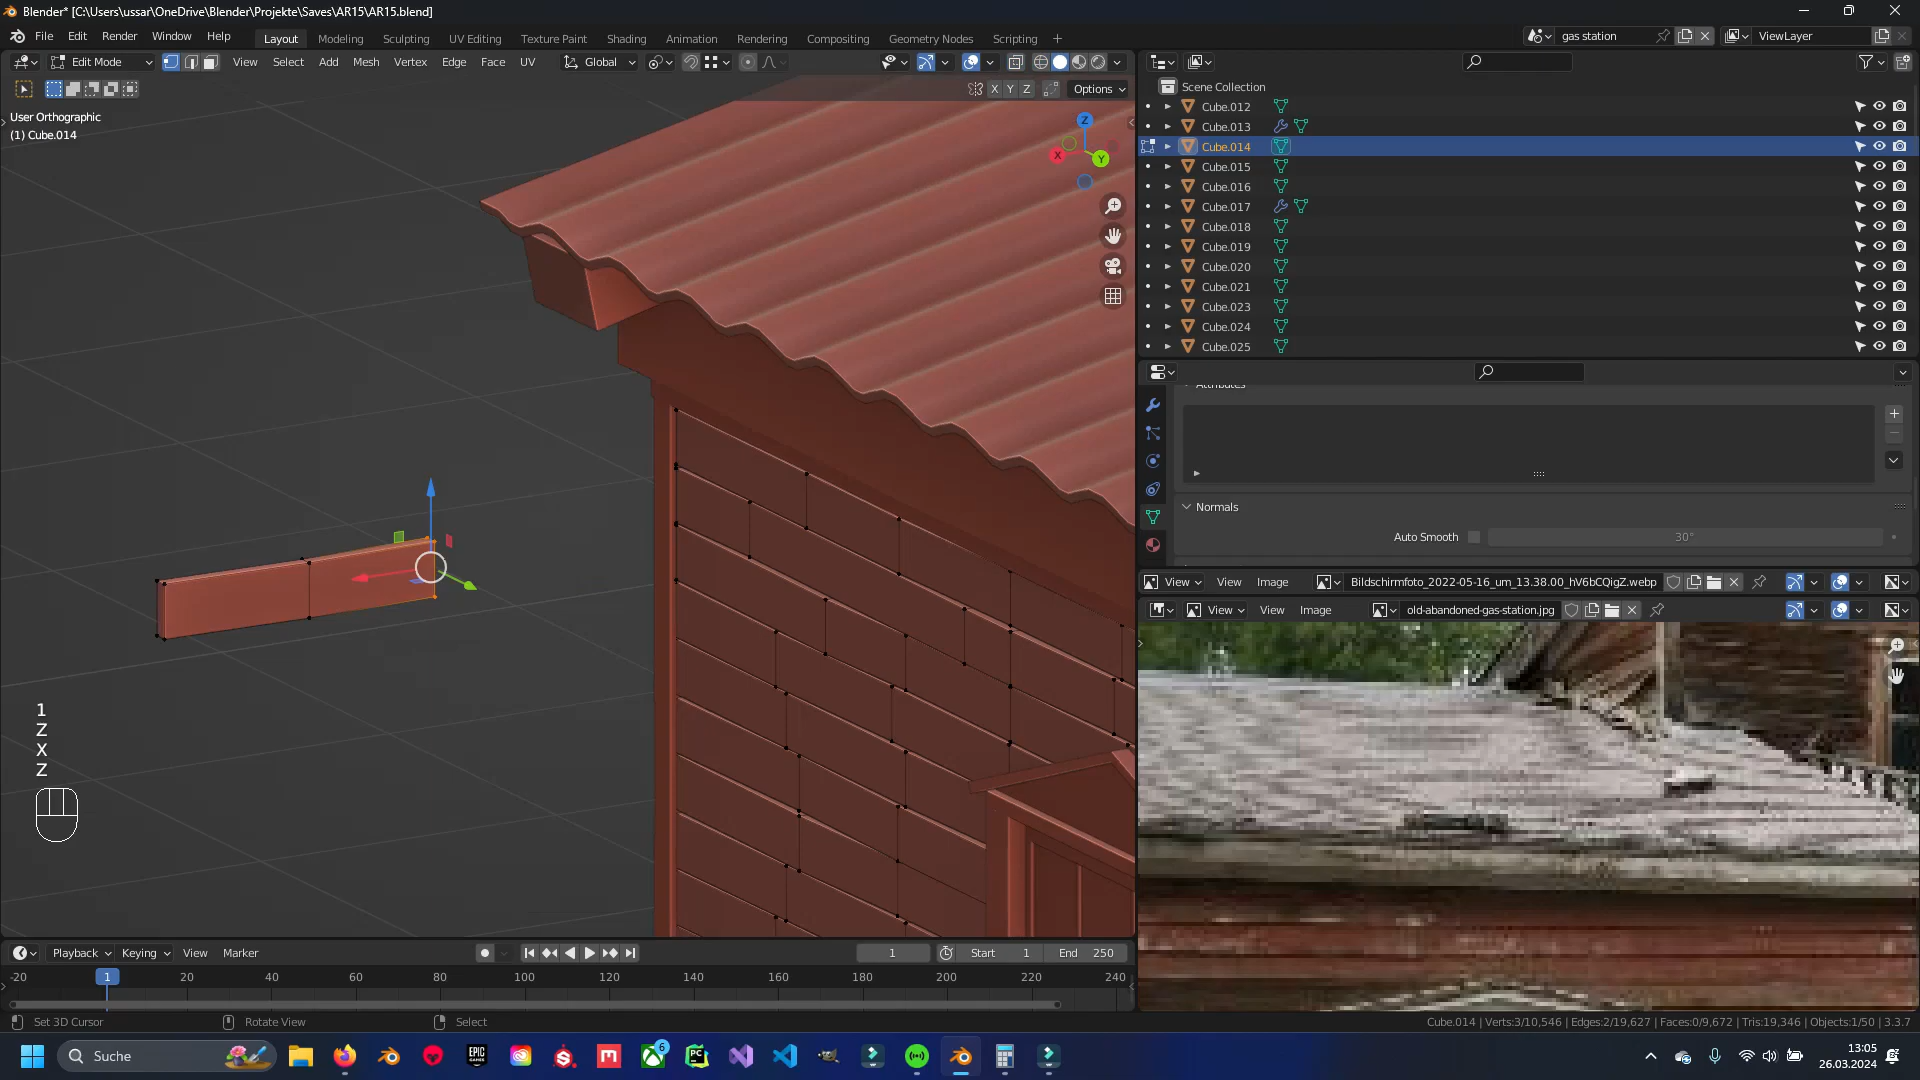 Blender* [C:\Users\ussar\OneDrive\Blender\Projekte\Saves\AR15\AR15.blend]
File Edit Render Window Help Layout Modeling Sculpting UV Editing Texture Paint Shading Animation Rendering Compositing Geometry Nodes Scripting + gas station ViewLayer
Edit Mode View Select Add Mesh Vertex Edge Face UV Global
X Y Z Options
User Orthographic
(1) Cube.014
Z
X
Y
1
Z
X
Z
Scene Collection
Cube.012
Cube.013
Cube.014
Cube.015
Cube.016
Cube.017
Cube.018
Cube.019
Cube.020
Cube.021
Cube.023
Cube.024
Cube.025
Attributes
Normals
Auto Smooth 30°
View View Image Bildschirmfoto_2022-05-16_um_13.38.00_hV6bCQigZ.webp
View View Image old-abandoned-gas-station.jpg
Playback Keying View Marker 1 Start 1 End 250
-20 1 20 40 60 80 100 120 140 160 180 200 220 240
Set 3D Cursor Rotate View Select Cube.014 | Verts:3/10,546 | Edges:2/19,627 | Faces:0/9,672 | Tris:19,346 | Objects:1/50 | 3.3.7
Suche EPIC GAMES 6 PC 13:05
26.03.2024